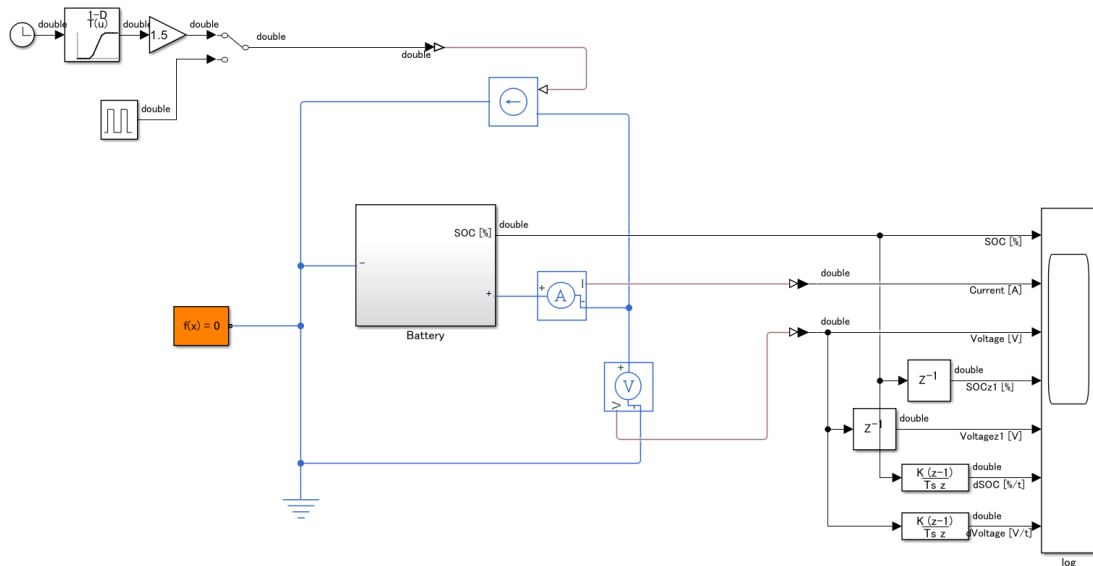 double
1-D
T(u)
double
1.5
double
double
double
double
SOC [%]
double
SOC [%]
-
+
Battery
+
A
I
-
double
Current [A]
f(x) = 0
double
Voltage [V]
+
V
V
-
Z-1
double
SOCz1 [%]
Z-1
double
Voltagez1 [V]
K (z-1)
Ts z
double
dSOC [%/t]
K (z-1)
Ts z
double
dVoltage [V/t]
log